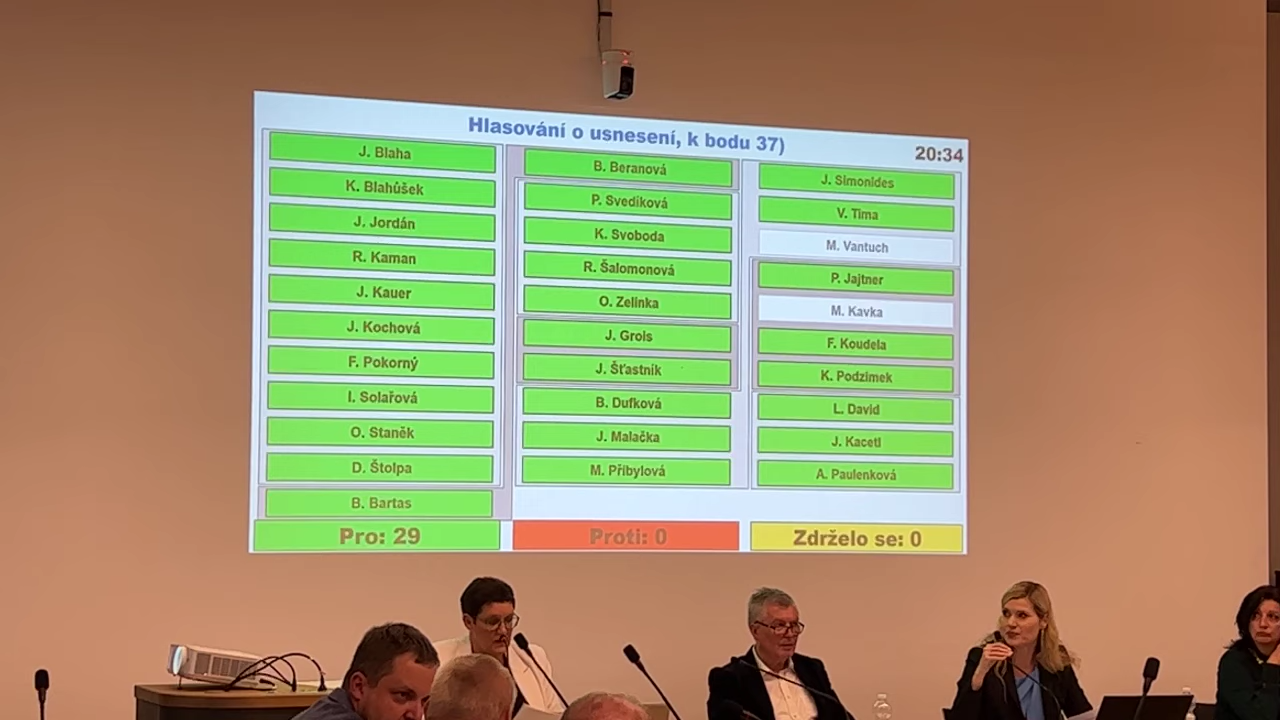 Hlasování o usnesení, k bodu 37)
20:34
J. Blaha
K. Blahůšek
J. Jordán
R. Kaman
J. Kauer
J. Kochová
F. Pokorný
I. Solařová
O. Staněk
D. Štolpa
B. Bartas
B. Beranová
P. Svedíková
K. Svoboda
R. Šalomonová
O. Zelinka
J. Grois
J. Šťastník
B. Dufková
J. Malačka
M. Přibylová
J. Simonides
V. Tima
M. Vantuch
P. Jajtner
M. Kavka
F. Koudela
K. Podzimek
L. David
J. Kacetl
A. Paulenková
Pro: 29
Proti: 0
Zdrželo se: 0